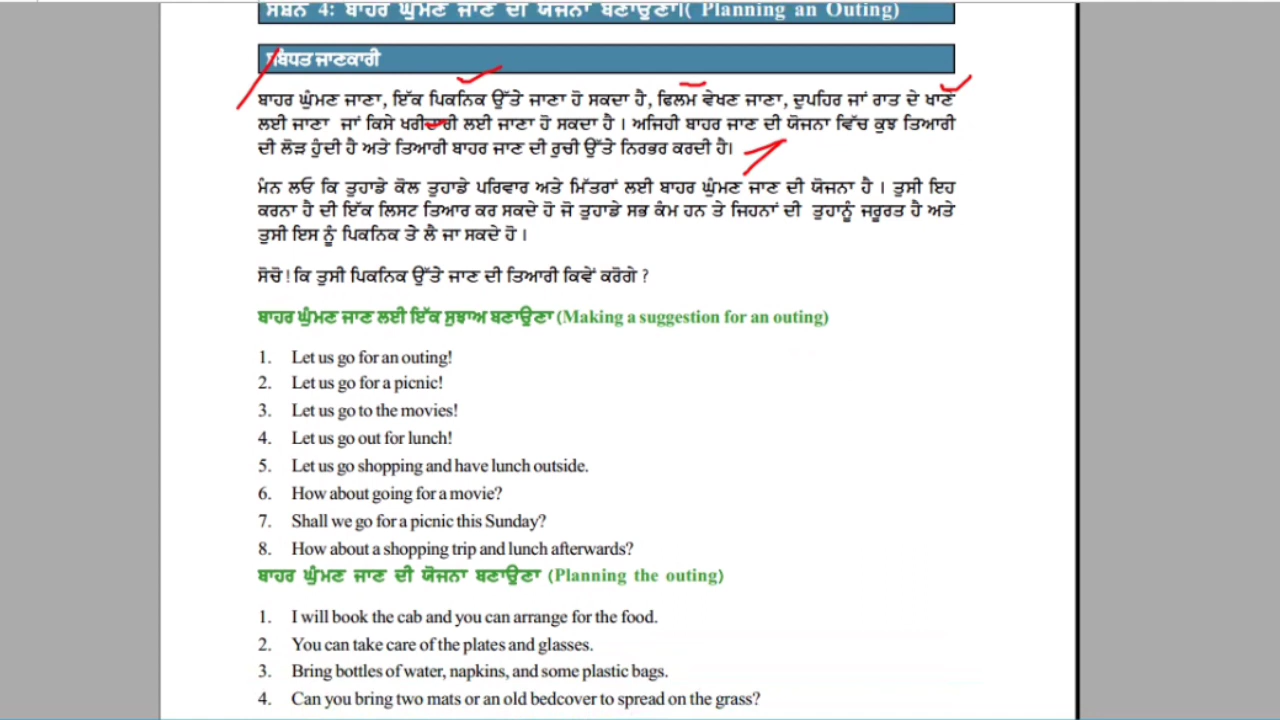 ਸਬਕ 4: ਬਾਹਰ ਘੁੰਮਣ ਜਾਣ ਦੀ ਯੋਜਨਾ ਬਣਾਉਣਾ( Planning an Outing)
ਸੰਬੰਧਤ ਜਾਣਕਾਰੀ
ਬਾਹਰ ਘੁੰਮਣ ਜਾਣਾ, ਇੱਕ ਪਿਕਨਿਕ ਉੱਤੇ ਜਾਣਾ ਹੋ ਸਕਦਾ ਹੈ, ਫਿਲਮ ਵੇਖਣ ਜਾਣਾ, ਦੁਪਹਿਰ ਜਾਂ ਰਾਤ ਦੇ ਖਾਣੇ
ਲਈ ਜਾਣਾ ਜਾਂ ਕਿਸੇ ਖਰੀਦਾਰੀ ਲਈ ਜਾਣਾ ਹੋ ਸਕਦਾ ਹੈ । ਅਜਿਹੀ ਬਾਹਰ ਜਾਣ ਦੀ ਯੋਜਨਾ ਵਿੱਚ ਕੁਝ ਤਿਆਰੀ
ਦੀ ਲੋੜ ਹੁੰਦੀ ਹੈ ਅਤੇ ਤਿਆਰੀ ਬਾਹਰ ਜਾਣ ਦੀ ਰੁਚੀ ਉੱਤੇ ਨਿਰਭਰ ਕਰਦੀ ਹੈ।
ਮੰਨ ਲਓ ਕਿ ਤੁਹਾਡੇ ਕੋਲ ਤੁਹਾਡੇ ਪਰਿਵਾਰ ਅਤੇ ਮਿੱਤਰਾਂ ਲਈ ਬਾਹਰ ਘੁੰਮਣ ਜਾਣ ਦੀ ਯੋਜਨਾ ਹੈ । ਤੁਸੀ ਇਹ
ਕਰਨਾ ਹੈ ਦੀ ਇੱਕ ਲਿਸਟ ਤਿਆਰ ਕਰ ਸਕਦੇ ਹੋ ਜੋ ਤੁਹਾਡੇ ਸਭ ਕੰਮ ਹਨ ਤੇ ਜਿਹਨਾਂ ਦੀ ਤੁਹਾਨੂੰ ਜਰੂਰਤ ਹੈ ਅਤੇ
ਤੁਸੀ ਇਸ ਨੂੰ ਪਿਕਨਿਕ ਤੇ ਲੈ ਜਾ ਸਕਦੇ ਹੋ ।
ਸੋਚੋ ! ਕਿ ਤੁਸੀ ਪਿਕਨਿਕ ਉੱਤੇ ਜਾਣ ਦੀ ਤਿਆਰੀ ਕਿਵੇਂ ਕਰੋਗੇ ?
ਬਾਹਰ ਘੁੰਮਣ ਜਾਣ ਲਈ ਇੱਕ ਸੁਝਾਅ ਬਣਾਉਣਾ (Making a suggestion for an outing)
1. Let us go for an outing!
2. Let us go for a picnic!
3. Let us go to the movies!
4. Let us go out for lunch!
5. Let us go shopping and have lunch outside.
6. How about going for a movie?
7. Shall we go for a picnic this Sunday?
8. How about a shopping trip and lunch afterwards?
ਬਾਹਰ ਘੁੰਮਣ ਜਾਣ ਦੀ ਯੋਜਨਾ ਬਣਾਉਣਾ (Planning the outing)
1. I will book the cab and you can arrange for the food.
2. You can take care of the plates and glasses.
3. Bring bottles of water, napkins, and some plastic bags.
4. Can you bring two mats or an old bedcover to spread on the grass?